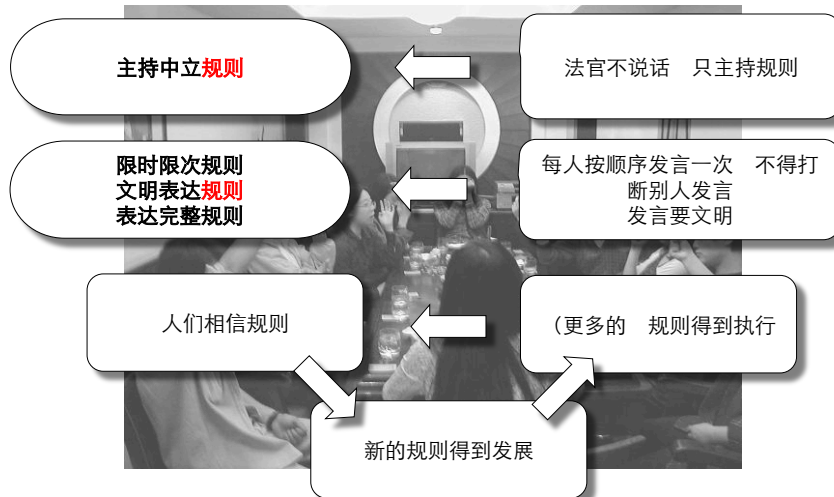 主持中立规则
法官不说话 只主持规则
限时限次规则
文明表达规则
表达完整规则
每人按顺序发言一次 不得打
断别人发言
发言要文明
人们相信规则
（更多的 规则得到执行
新的规则得到发展